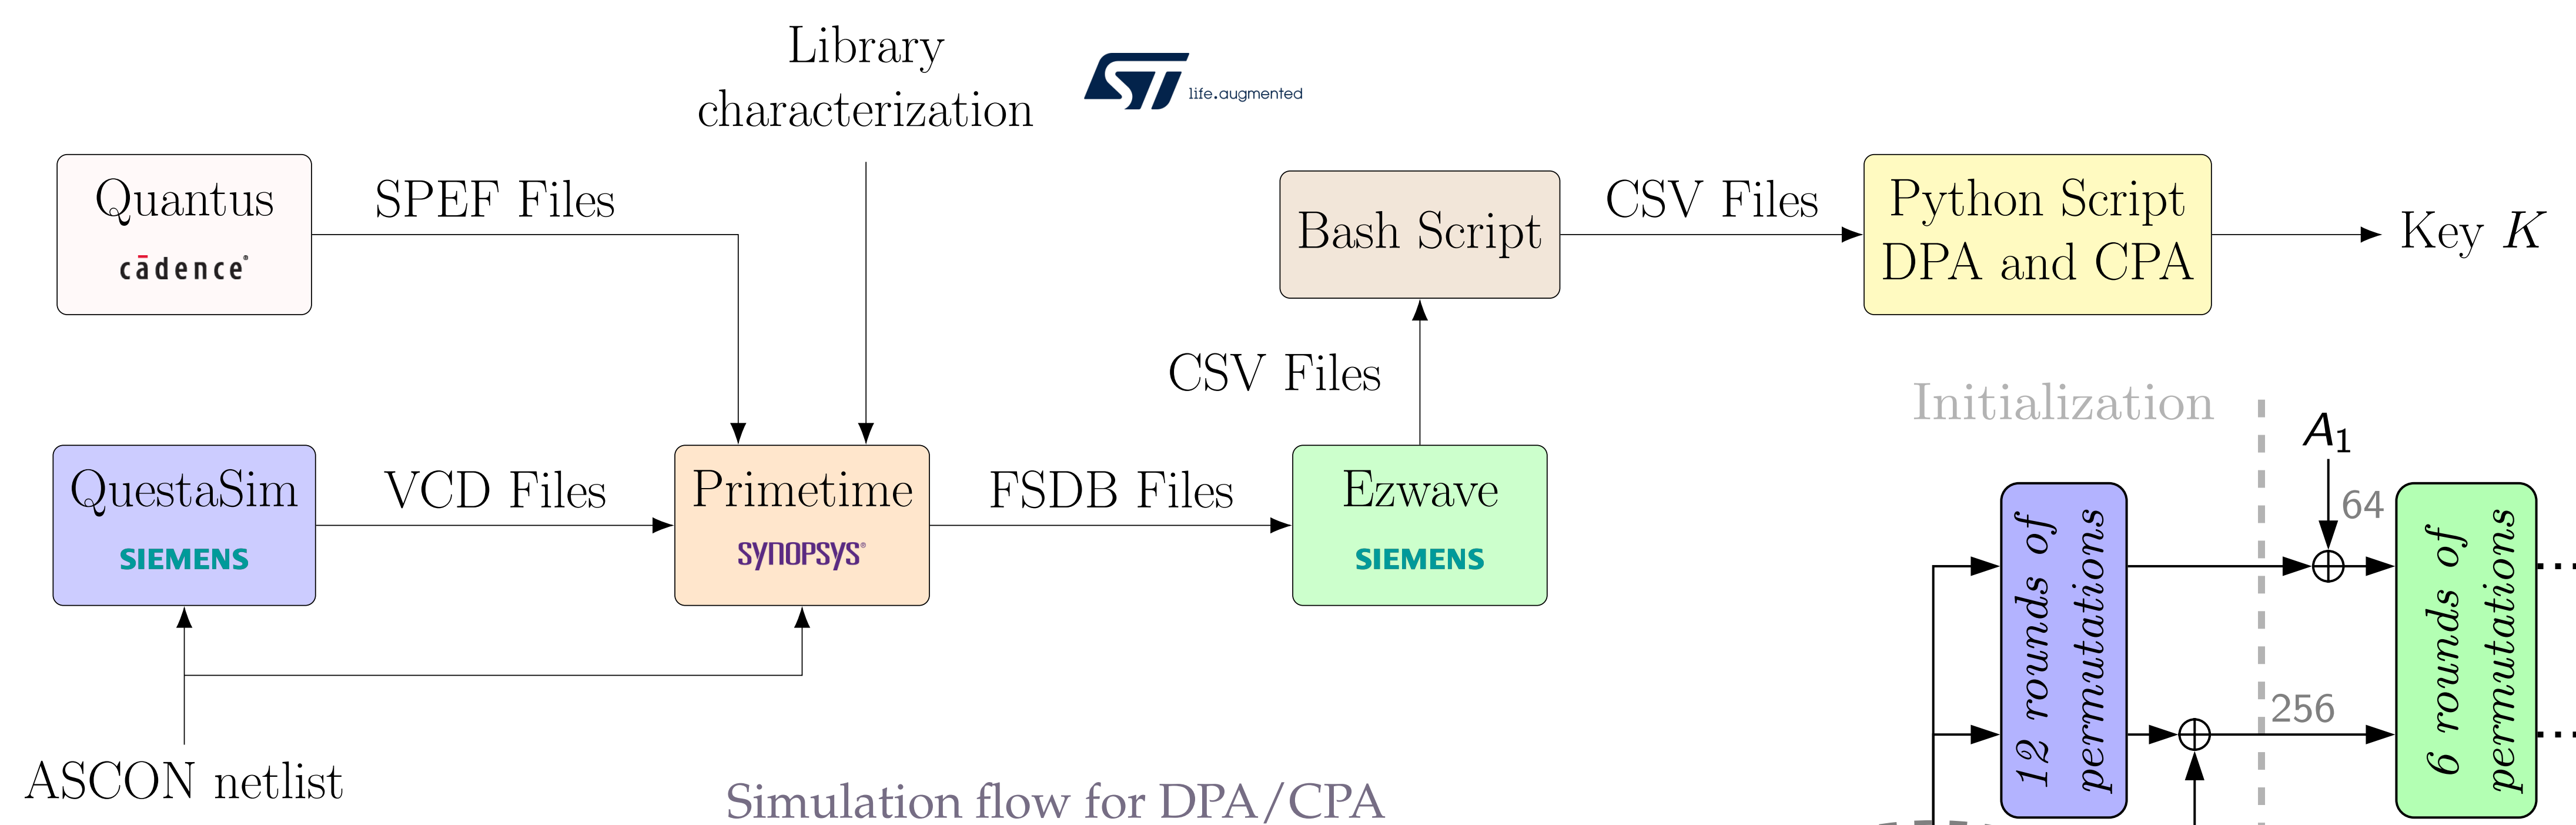 Library
characterization
ST life.augmented
Quantus
cādence®
SPEF Files
Bash Script
CSV Files
Python Script
DPA and CPA
Key K
CSV Files
Initialization
A1
64
QuestaSim
SIEMENS
VCD Files
Primetime
SYNOPSYS®
FSDB Files
Ezwave
SIEMENS
12 rounds of
permutations
6 rounds of
permutations
256
ASCON netlist
Simulation flow for DPA/CPA